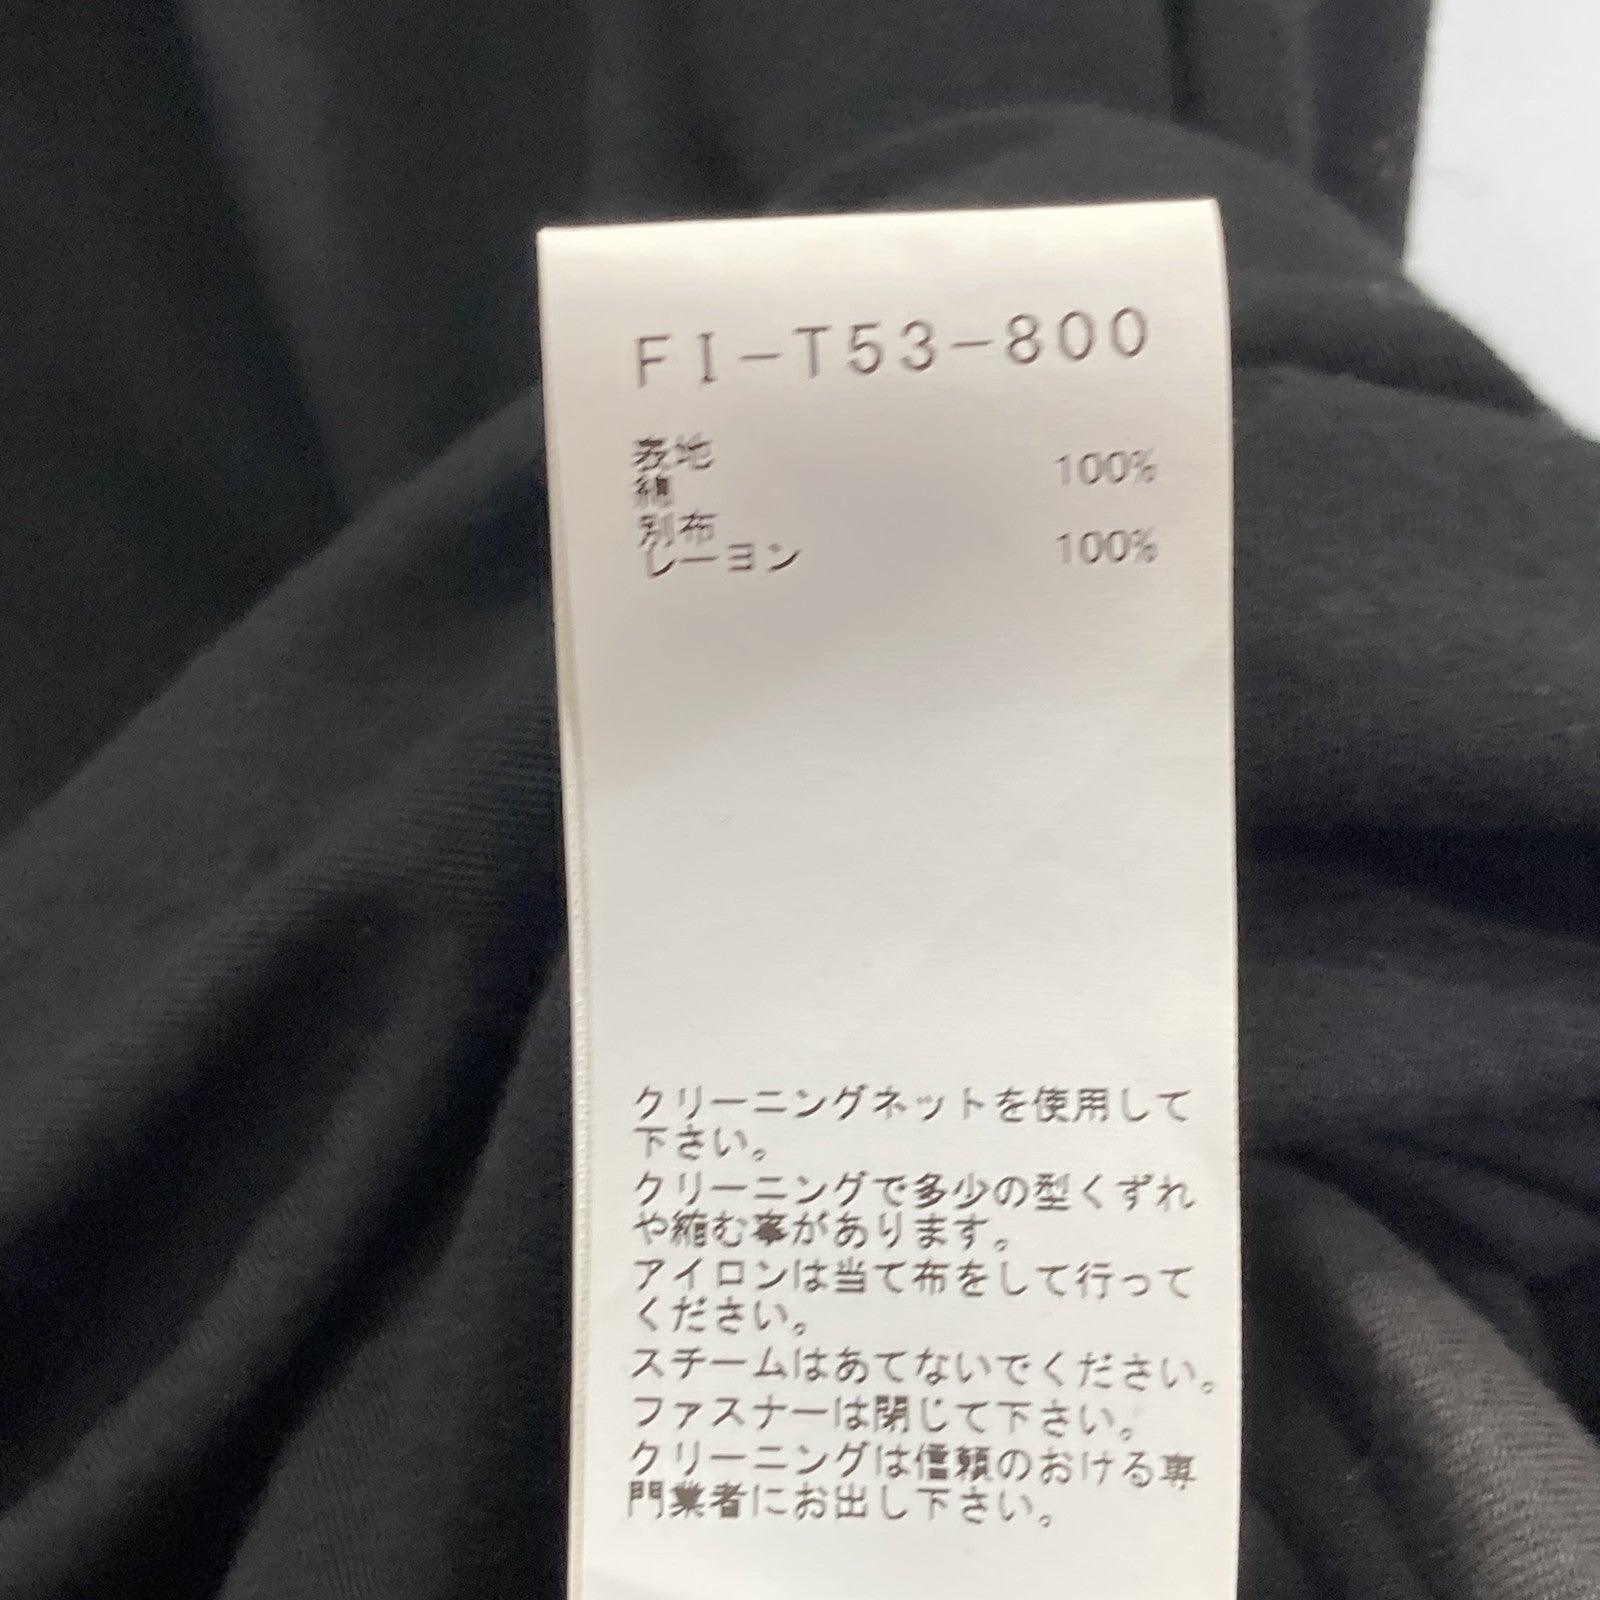 FI-T53-800
表地
綿 100%
別布
レーヨン 100%
クリーニングネットを使用して
下さい。
クリーニングで多少の型くずれ
や縮む事があります。
アイロンは当て布をして行って
ください。
スチームはあてないでください。
ファスナーは閉じて下さい。
クリーニングは信頼のおける専
門業者にお出し下さい。